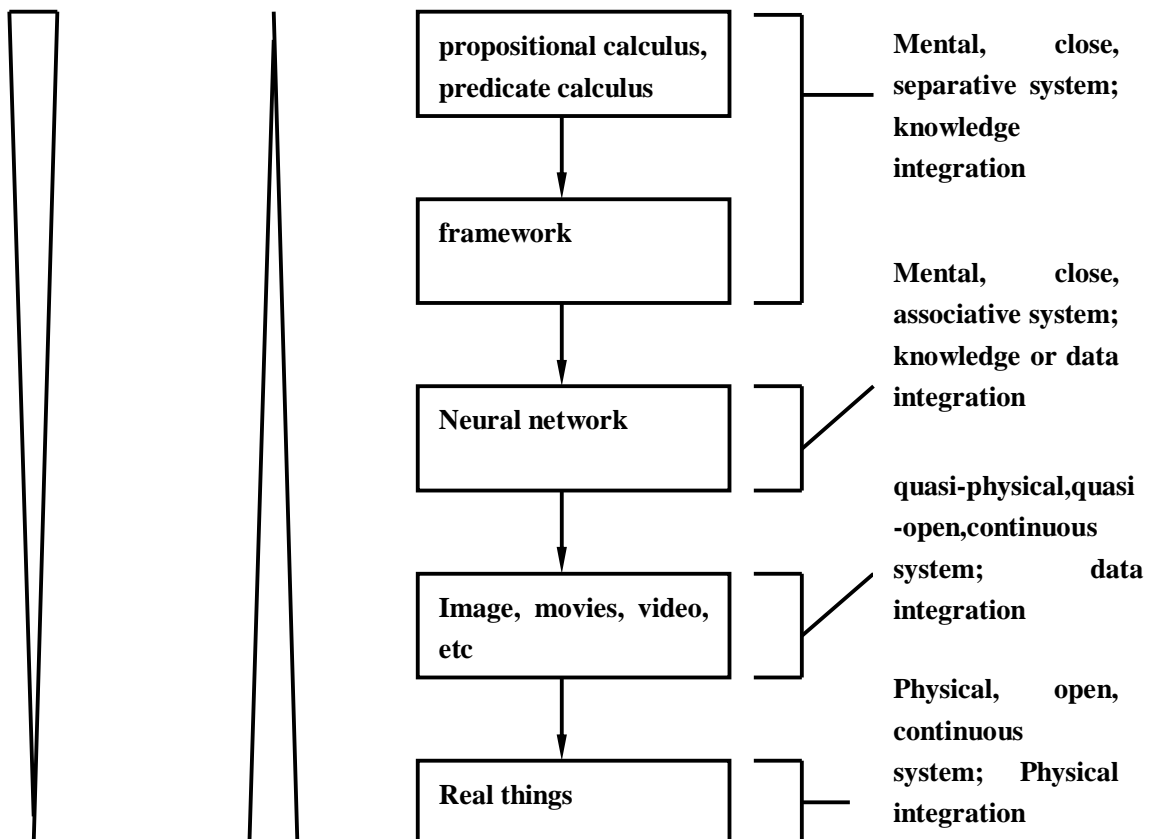 propositional calculus,
predicate calculus
Mental, close,
separative system;
knowledge
integration
framework
Mental, close,
associative system;
knowledge or data
integration
Neural network
quasi-physical,quasi
-open,continuous
system; data
integration
Image, movies, video,
etc
Physical, open,
continuous
system; Physical
integration
Real things